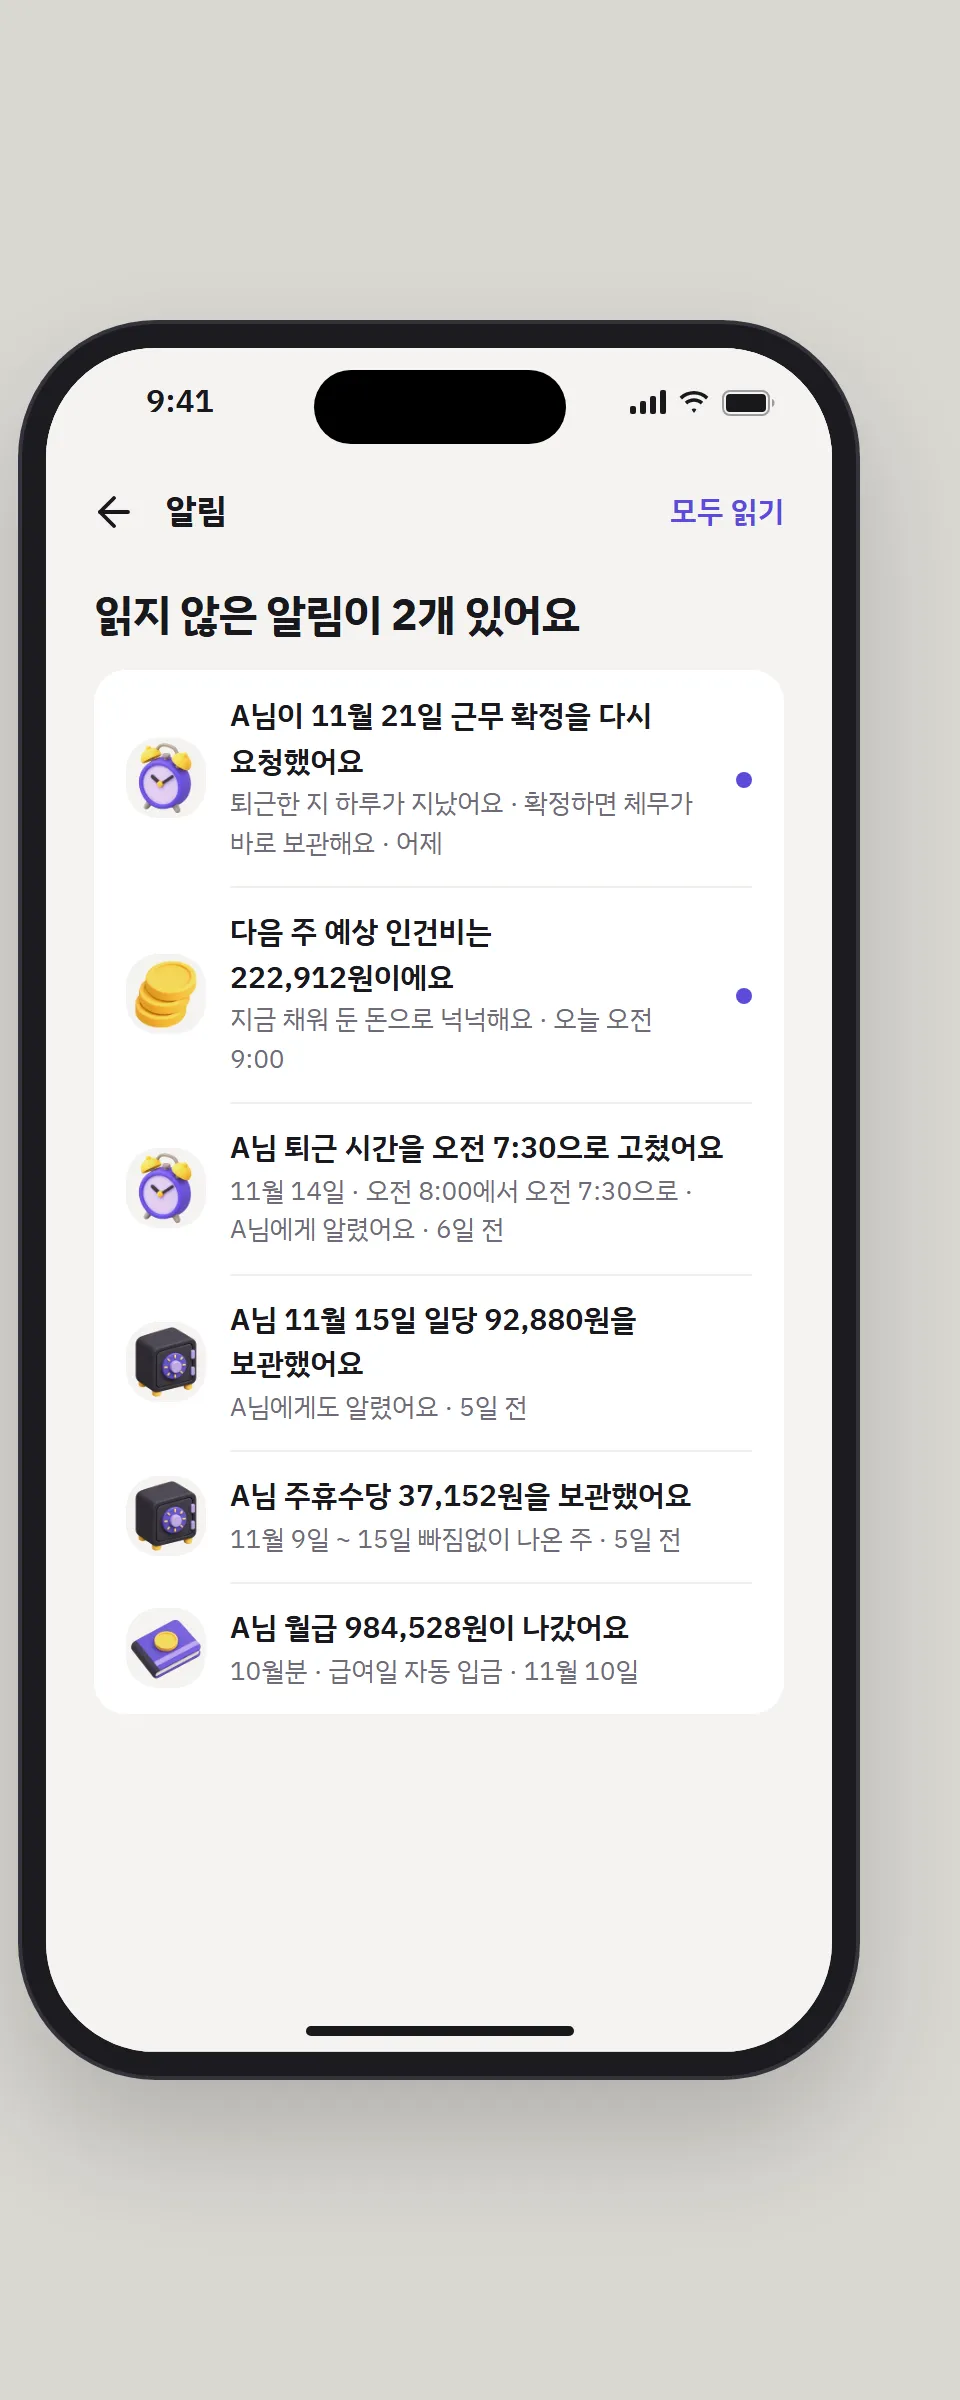 9:41
알림
모두 읽기
읽지 않은 알림이 2개 있어요
A님이 11월 21일 근무 확정을 다시
요청했어요
퇴근한 지 하루가 지났어요 · 확정하면 체무가
바로 보관해요 · 어제
다음 주 예상 인건비는
222,912원이에요
지금 채워 둔 돈으로 넉넉해요 · 오늘 오전
9:00
A님 퇴근 시간을 오전 7:30으로 고쳤어요
11월 14일 · 오전 8:00에서 오전 7:30으로 ·
A님에게 알렸어요 · 6일 전
A님 11월 15일 일당 92,880원을
보관했어요
A님에게도 알렸어요 · 5일 전
A님 주휴수당 37,152원을 보관했어요
11월 9일 ~ 15일 빠짐없이 나온 주 · 5일 전
A님 월급 984,528원이 나갔어요
10월분 · 급여일 자동 입금 · 11월 10일